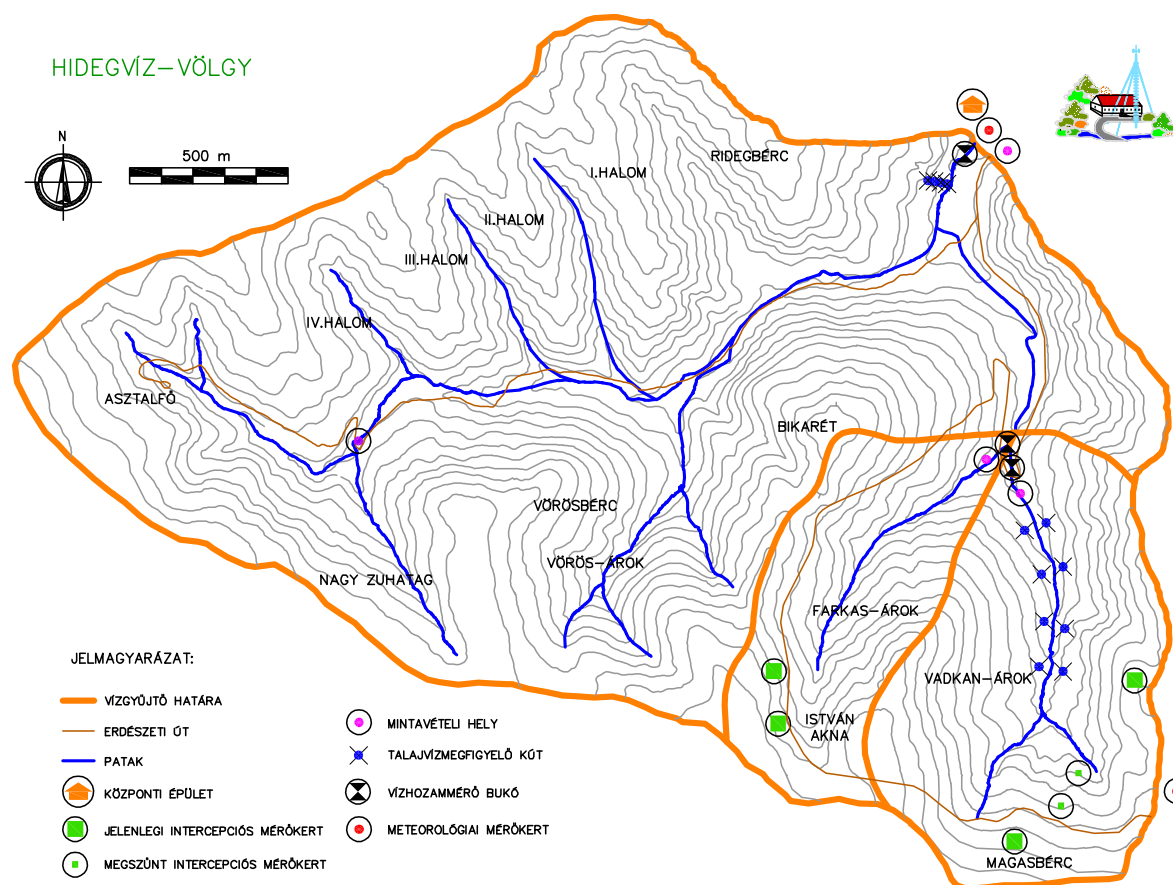 HIDEGVÍZ–VÖLGY
N
500 m
RIDEGBÉRC
I.HALOM
II.HALOM
III.HALOM
IV.HALOM
ASZTALFŐ
BIKARÉT
VÖRÖSBÉRC
VÖRÖS–ÁROK
NAGY ZUHATAG
FARKAS–ÁROK
VADKAN–ÁROK
ISTVÁN
AKNA
MAGASBÉRC
JELMAGYARÁZAT:
VÍZGYŰJTŐ HATÁRA
ERDÉSZETI ÚT
PATAK
KÖZPONTI ÉPÜLET
JELENLEGI INTERCEPCIÓS MÉRŐKERT
MEGSZŰNT INTERCEPCIÓS MÉRŐKERT
MINTAVÉTELI HELY
TALAJVÍZMEGFIGYELŐ KÚT
VÍZHOZAMMÉRŐ BUKÓ
METEOROLÓGIAI MÉRŐKERT